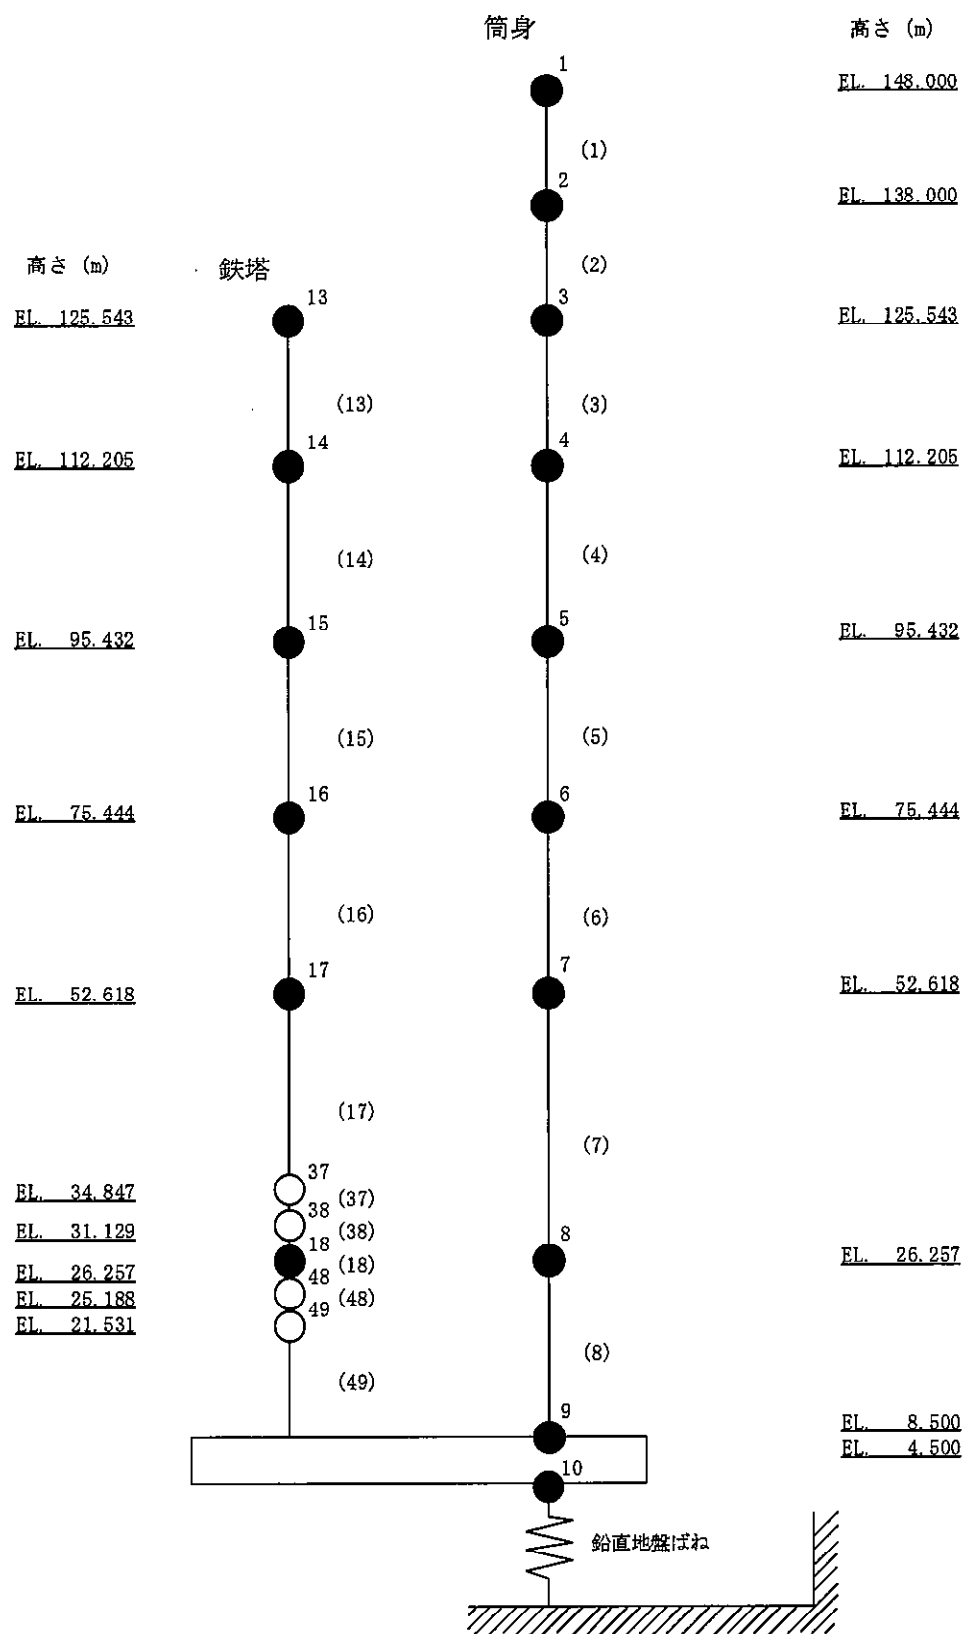 筒身
高さ (m)
1
EL. 148.000
(1)
2
EL. 138.000
(2)
高さ (m)
鉄塔
13
3
EL. 125.543
EL. 125.543
(13)
(3)
14
4
EL. 112.205
EL. 112.205
(14)
(4)
15
5
EL. 95.432
EL. 95.432
(15)
(5)
16
6
EL. 75.444
EL. 75.444
(16)
(6)
17
7
EL. 52.618
EL. 52.618
(17)
(7)
37
EL. 34.847
(37)
38
EL. 31.129
(38)
18
8
EL. 26.257
(18)
EL. 26.257
48
EL. 25.188
(48)
49
EL. 21.531
(8)
(49)
9
EL. 8.500
EL. 4.500
10
鉛直地盤ばね